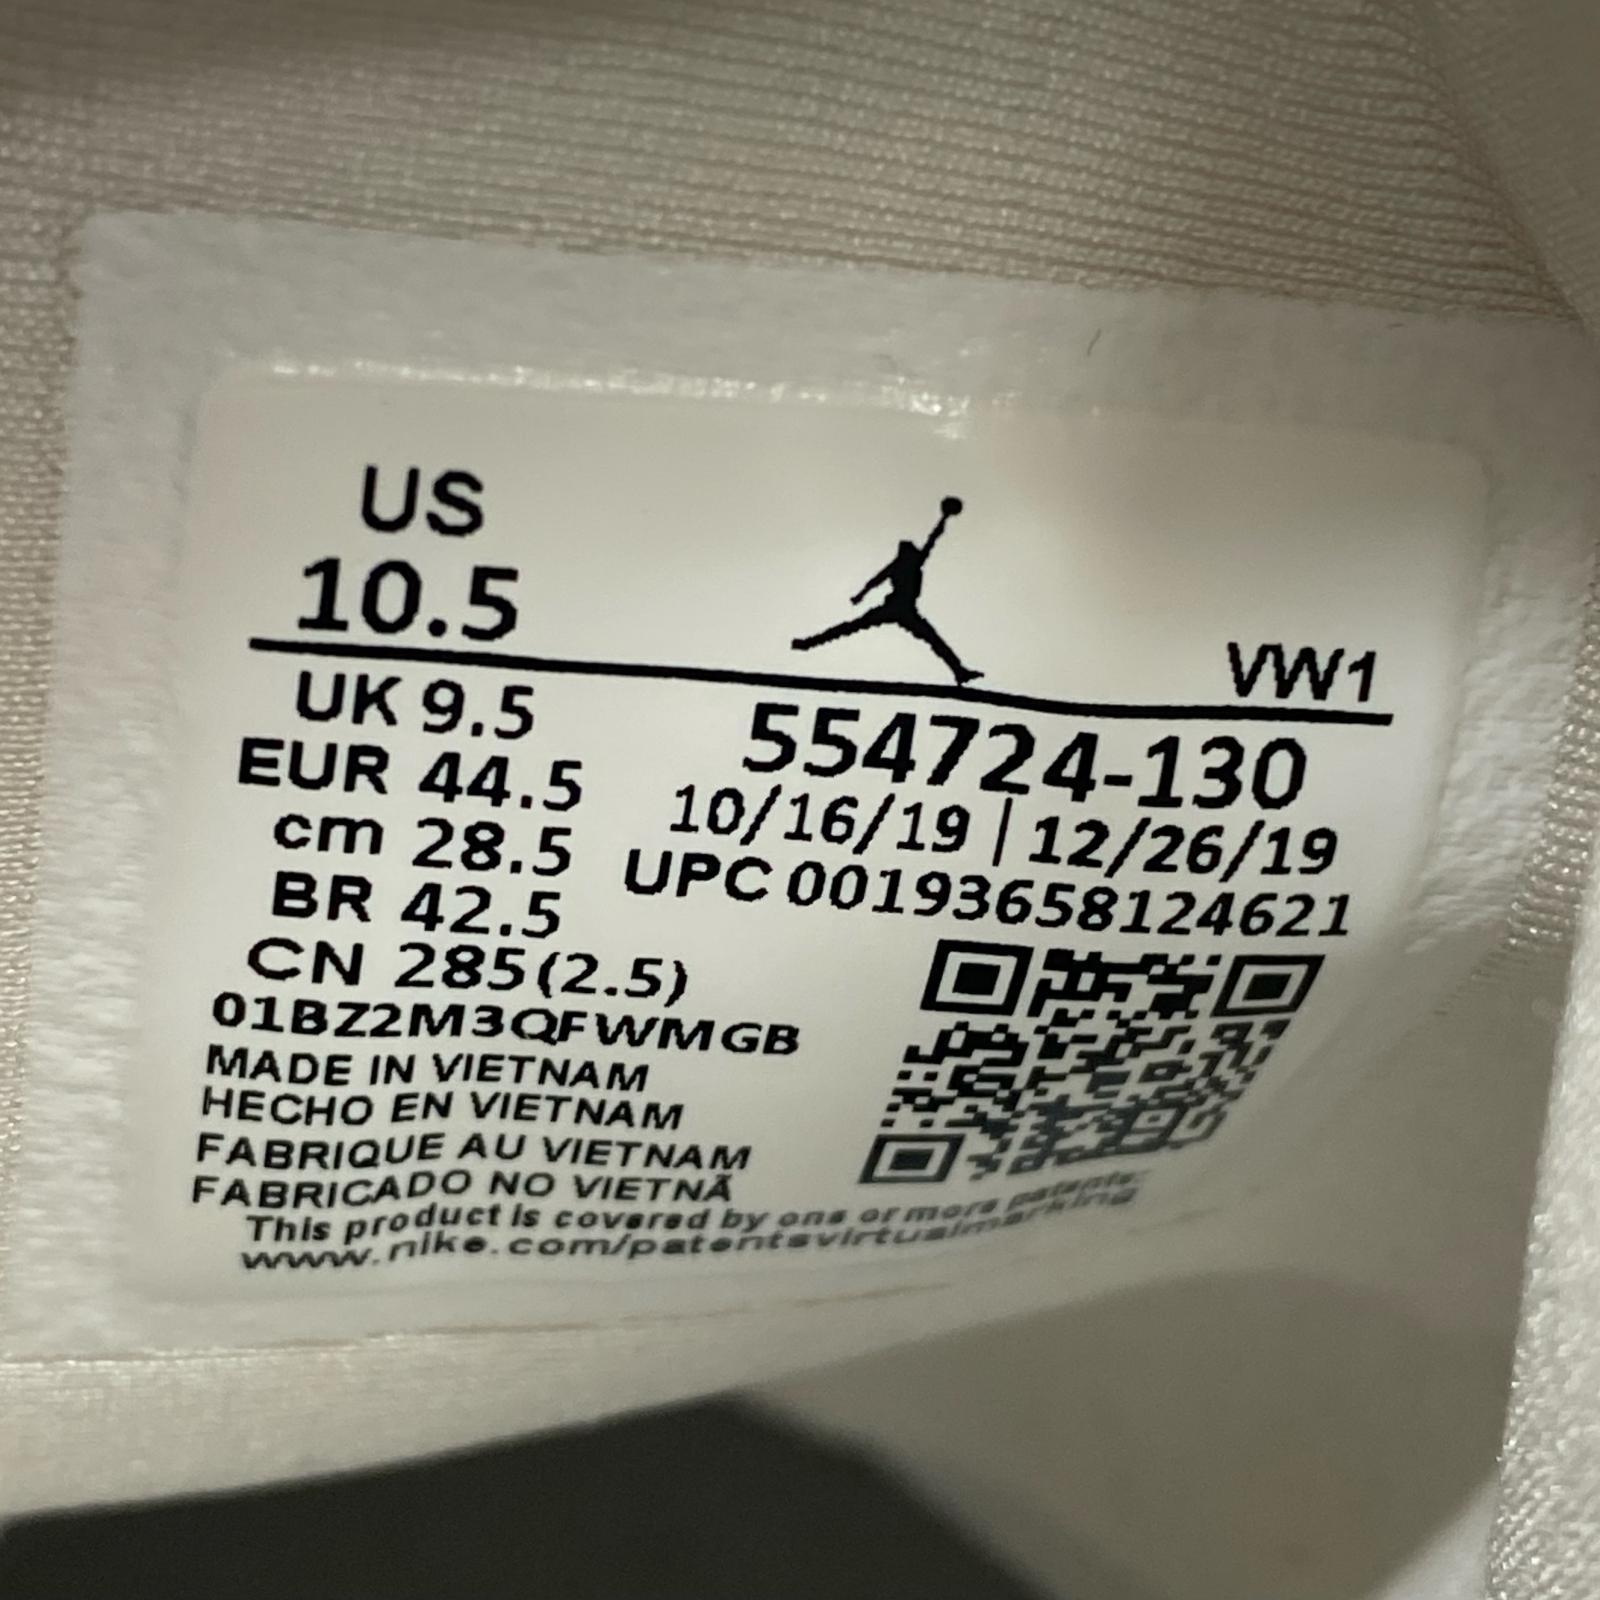 US
10.5
VW1
UK 9.5
EUR 44.5
cm 28.5
BR 42.5
CN 285(2.5)
554724-130
10/16/19 | 12/26/19
UPC 00193658124621
01BZ2M3QFWMGB
MADE IN VIETNAM
HECHO EN VIETNAM
FABRIQUE AU VIETNAM
FABRICADO NO VIETNÃ
This product is covered by one or more patents:
www.nike.com/patentsvirtualmarking